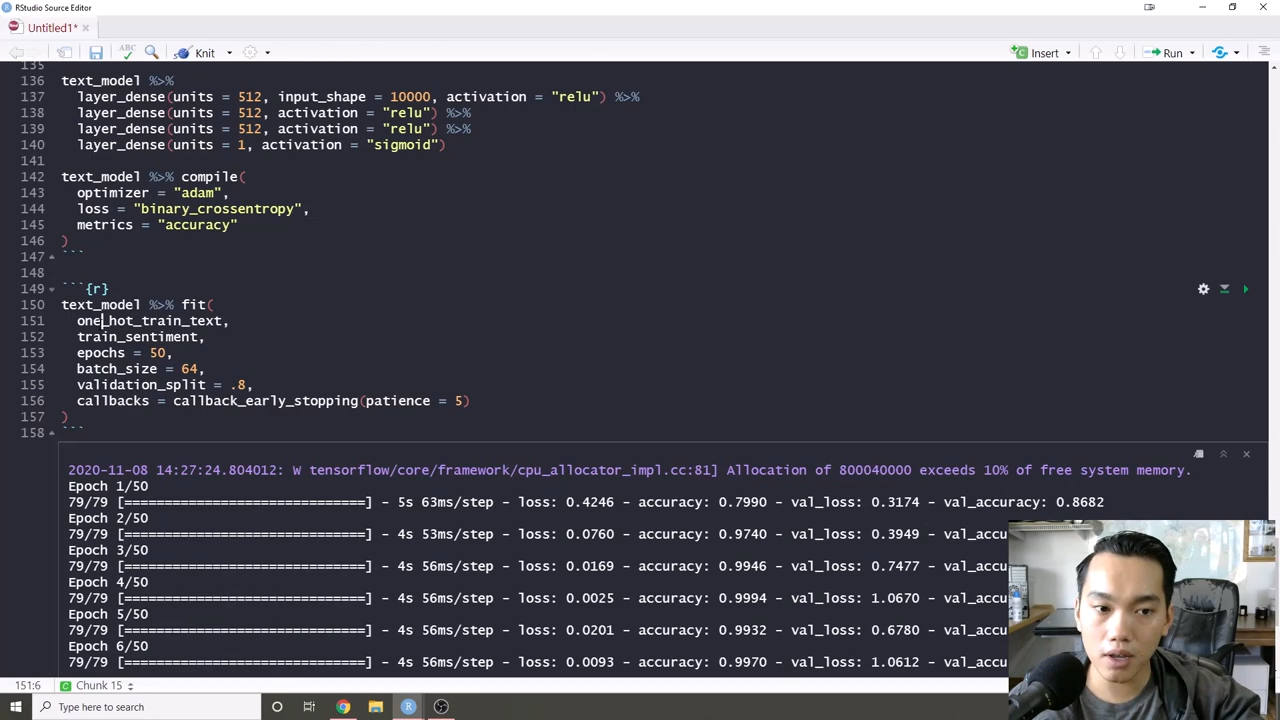 RStudio Source Editor
Untitled1*
ABC
Knit
Insert
Run
135
136 text_model %>%
137 layer_dense(units = 512, input_shape = 10000, activation = "relu") %>%
138 layer_dense(units = 512, activation = "relu") %>%
139 layer_dense(units = 512, activation = "relu") %>%
140 layer_dense(units = 1, activation = "sigmoid")
141
142 text_model %>% compile(
143 optimizer = "adam",
144 loss = "binary_crossentropy",
145 metrics = "accuracy"
146 )
147 ```
148
149 ```{r}
150 text_model %>% fit(
151 one_hot_train_text,
152 train_sentiment,
153 epochs = 50,
154 batch_size = 64,
155 validation_split = .8,
156 callbacks = callback_early_stopping(patience = 5)
157 )
158 ```
2020-11-08 14:27:24.804012: W tensorflow/core/framework/cpu_allocator_impl.cc:81] Allocation of 800040000 exceeds 10% of free system memory.
Epoch 1/50
79/79 [==============================] - 5s 63ms/step - loss: 0.4246 - accuracy: 0.7990 - val_loss: 0.3174 - val_accuracy: 0.8682
Epoch 2/50
79/79 [==============================] - 4s 53ms/step - loss: 0.0760 - accuracy: 0.9740 - val_loss: 0.3949 - val_accu
Epoch 3/50
79/79 [==============================] - 4s 56ms/step - loss: 0.0169 - accuracy: 0.9946 - val_loss: 0.7477 - val_accu
Epoch 4/50
79/79 [==============================] - 4s 56ms/step - loss: 0.0025 - accuracy: 0.9994 - val_loss: 1.0670 - val_accu
Epoch 5/50
79/79 [==============================] - 4s 56ms/step - loss: 0.0201 - accuracy: 0.9932 - val_loss: 0.6780 - val_accu
Epoch 6/50
79/79 [==============================] - 4s 56ms/step - loss: 0.0093 - accuracy: 0.9970 - val_loss: 1.0612 - val_accu
151:6 Chunk 15
Type here to search